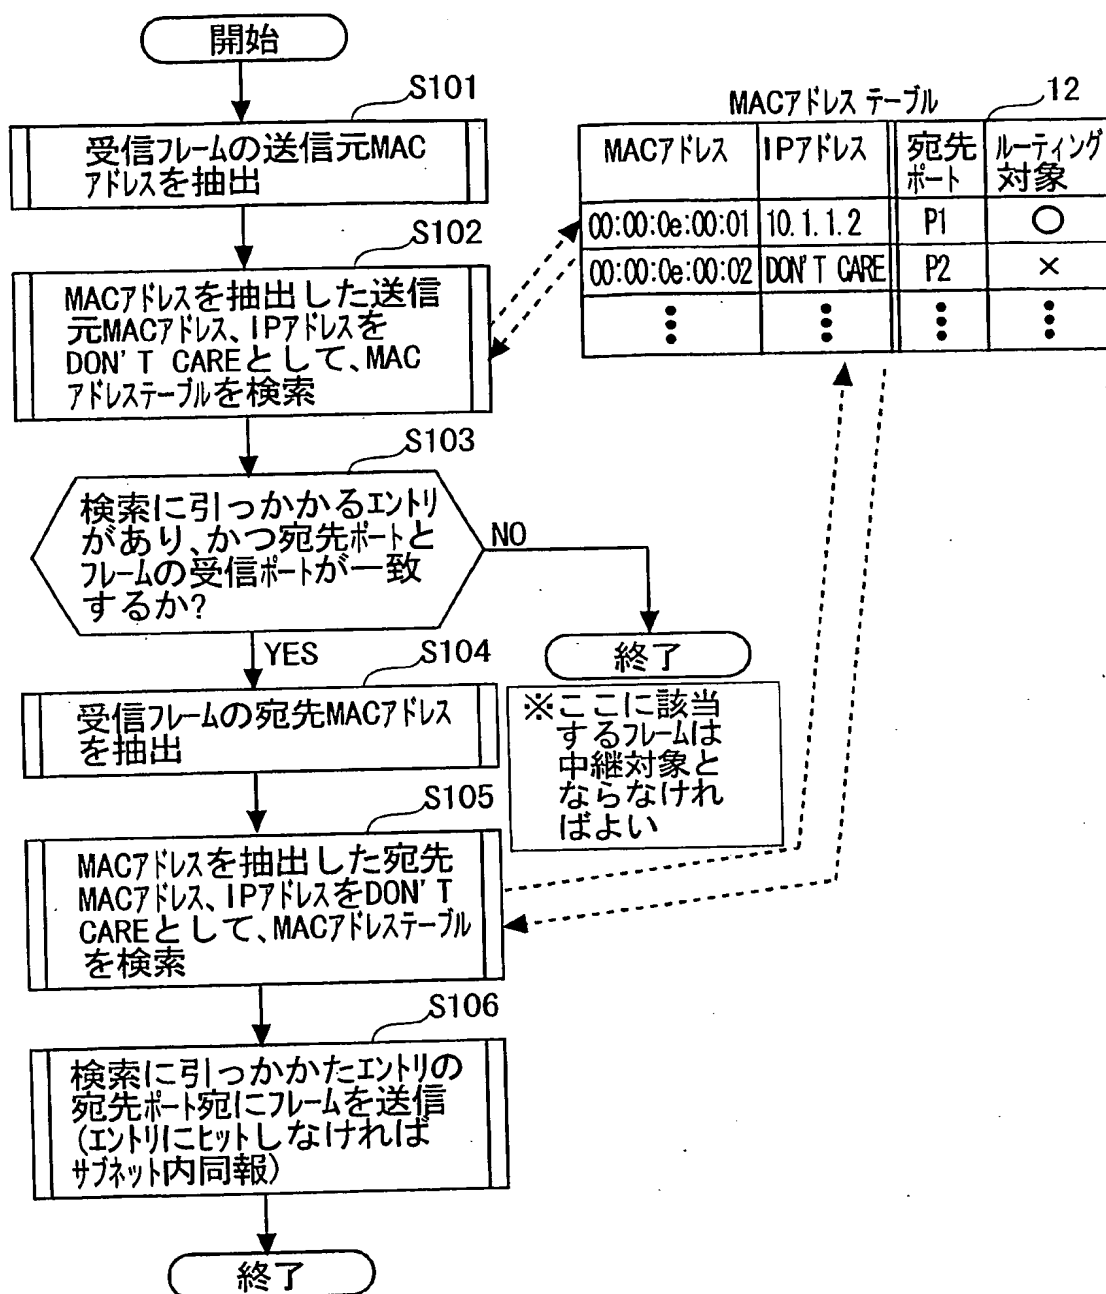 開始
S101
受信フレームの送信元MAC
アドレスを抽出
S102
MACアドレスを抽出した送信
元MACアドレス、IPアドレスを
DON'T CAREとして、MAC
アドレステーブルを検索
S103
検索に引っかかるエントリ
があり、かつ宛先ポートと
フレームの受信ポートが一致
するか?
NO
YES
終了
※ここに該当
するフレームは
中継対象と
ならなけれ
ばよい
S104
受信フレームの宛先MACアドレス
を抽出
S105
MACアドレスを抽出した宛先
MACアドレス、IPアドレスをDON'T
CAREとして、MACアドレステーブル
を検索
S106
検索に引っかかたエントリの
宛先ポート宛にフレームを送信
(エントリにヒットしなければ
サブネット内同報)
終了
MACアドレス テーブル
12
MACアドレス IPアドレス 宛先ポート ルーティング対象
00:00:0e:00:01 10.1.1.2 P1 ○
00:00:0e:00:02 DON'T CARE P2 ×